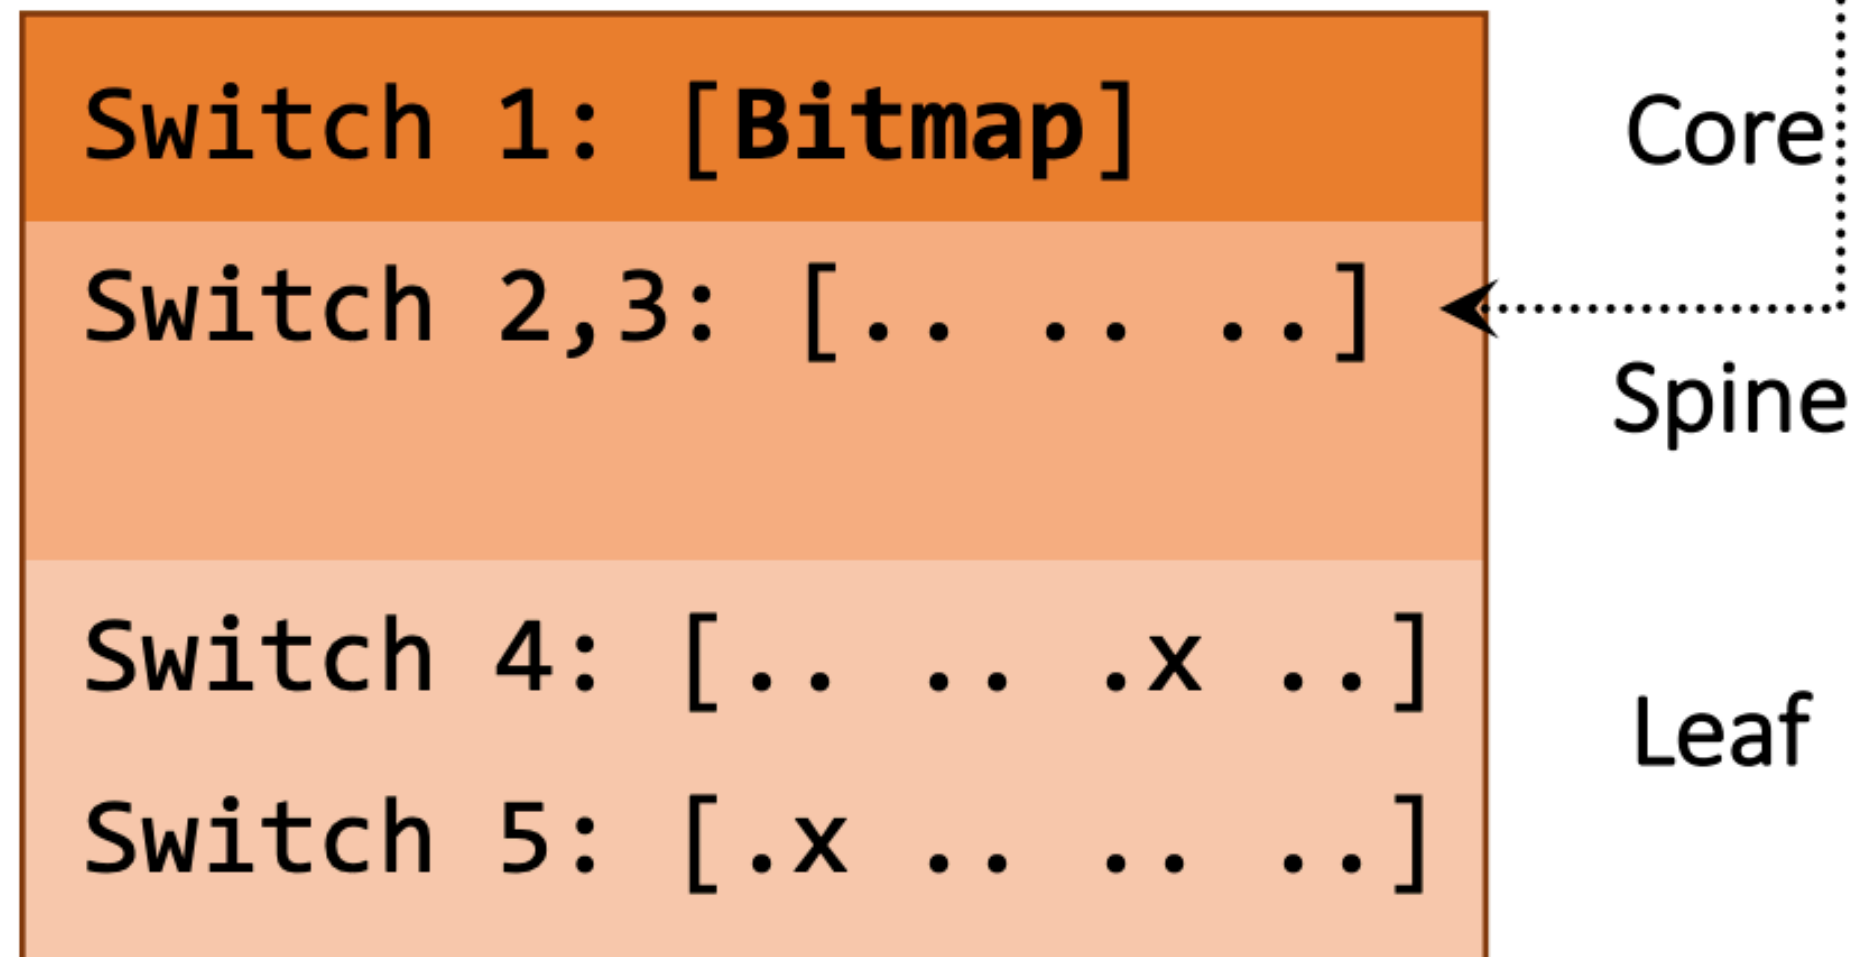 Switch 1: [Bitmap]
Core
Switch 2,3: [.. .. ..]
Spine
Switch 4: [.. .. .x ..]
Leaf
Switch 5: [.x .. .. ..]